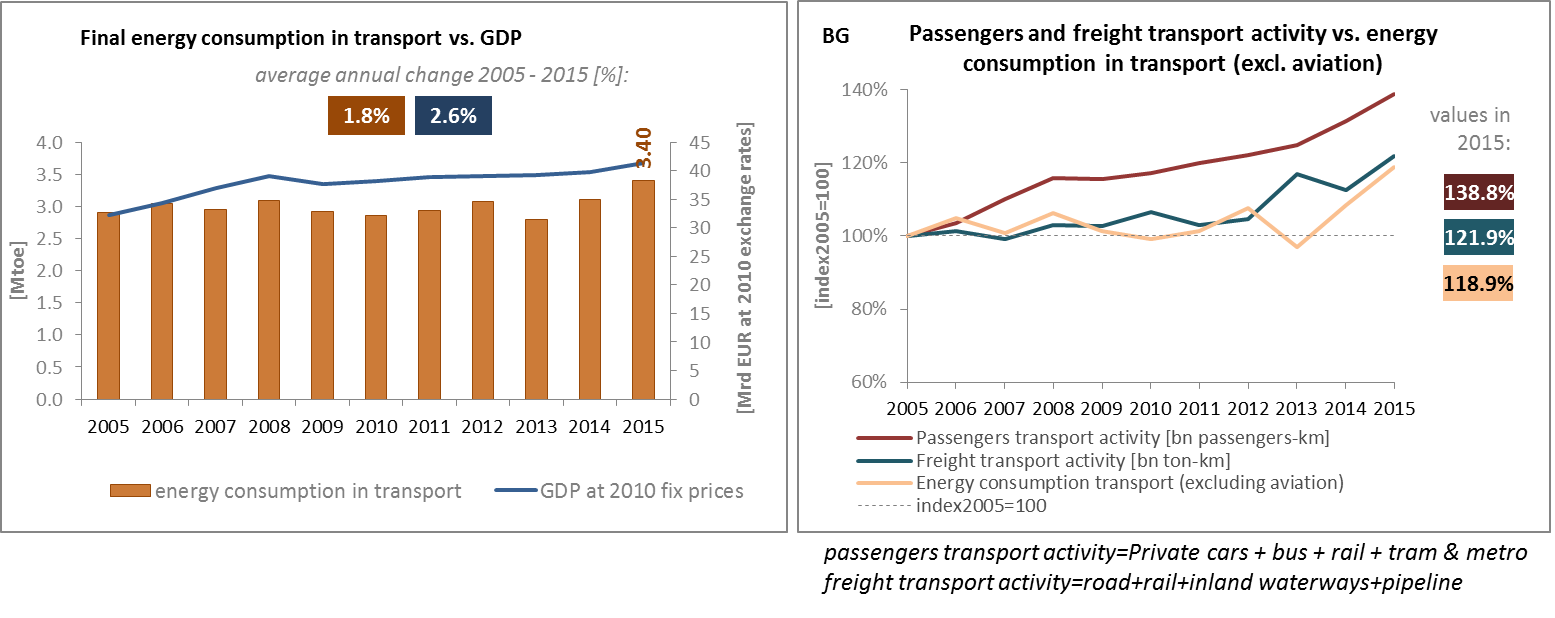 Final energy consumption in transport vs. GDP
average annual change 2005 - 2015 [%]:
1.8% 2.6%
[Mtoe]
4.0
3.5
3.0
2.5
2.0
1.5
1.0
0.5
0.0
3.40
45
40
35
30
25
20
15
10
5
0
[Mrd EUR at 2010 exchange rates]
2005 2006 2007 2008 2009 2010 2011 2012 2013 2014 2015
energy consumption in transport GDP at 2010 fix prices
BG
Passengers and freight transport activity vs. energy
consumption in transport (excl. aviation)
[index2005=100]
140%
120%
100%
80%
60%
values in
2015:
138.8%
121.9%
118.9%
2005 2006 2007 2008 2009 2010 2011 2012 2013 2014 2015
Passengers transport activity [bn passengers-km]
Freight transport activity [bn ton-km]
Energy consumption transport (excluding aviation)
index2005=100
passengers transport activity=Private cars + bus + rail + tram & metro
freight transport activity=road+rail+inland waterways+pipeline